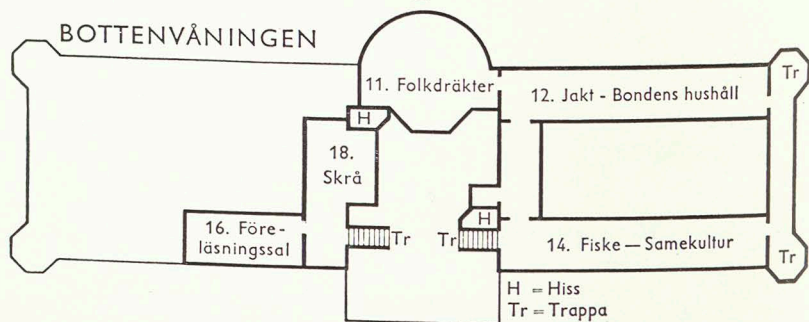 BOTTENVÅNINGEN
Tr
11. Folkdräkter
12. Jakt - Bondens hushåll
H
18.
Skrå
16. Före-
läsningssal
Tr
Tr
H
14. Fiske — Samekultur
Tr
H = Hiss
Tr = Trappa